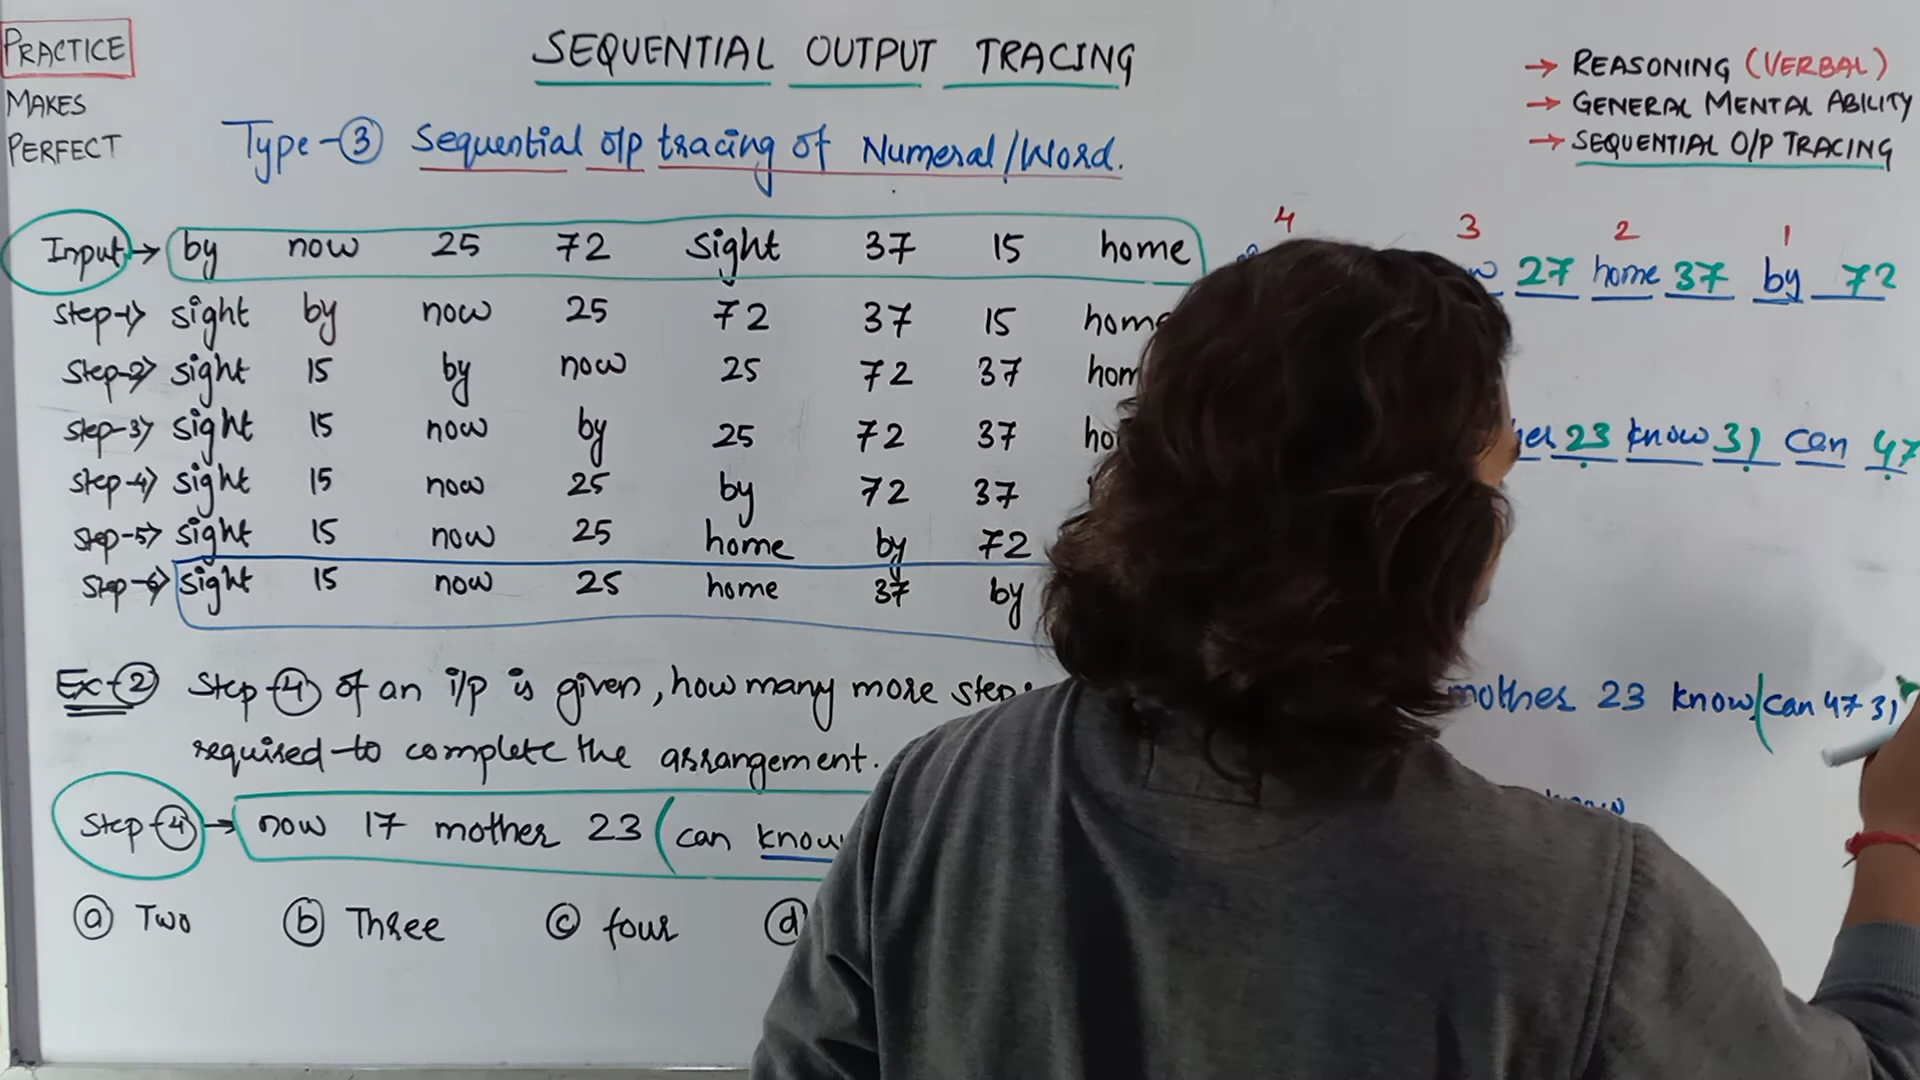 PRACTICE
MAKES
PERFECT
SEQUENTIAL OUTPUT TRACING
→ REASONING (VERBAL)
→ GENERAL MENTAL ABILITY
→ SEQUENTIAL O/P TRACING
Type-③ Sequential o/p tracing of Numeral/Word.
4 3 2 1
Input → by now 25 72 sight 37 15 home
27 home 37 by 72
Step-1) sight by now 25 72 37 15
Step-2) sight 15 by now 25 72 37
Step-3) sight 15 now by 25 72 37
23 know 31 can 47
Step-4) sight 15 now 25 by 72 37
Step-5) sight 15 now 25 home by 72
Step-6) sight 15 now 25 home 37 by
Ex-② Step-④ of an i/p is given, how many more
required to complete the arrangement.
mother 23 know (can 47 31
Step-④ → now 17 mother 23 ( can know
ⓐ Two ⓑ Three ⓒ four ⓓ